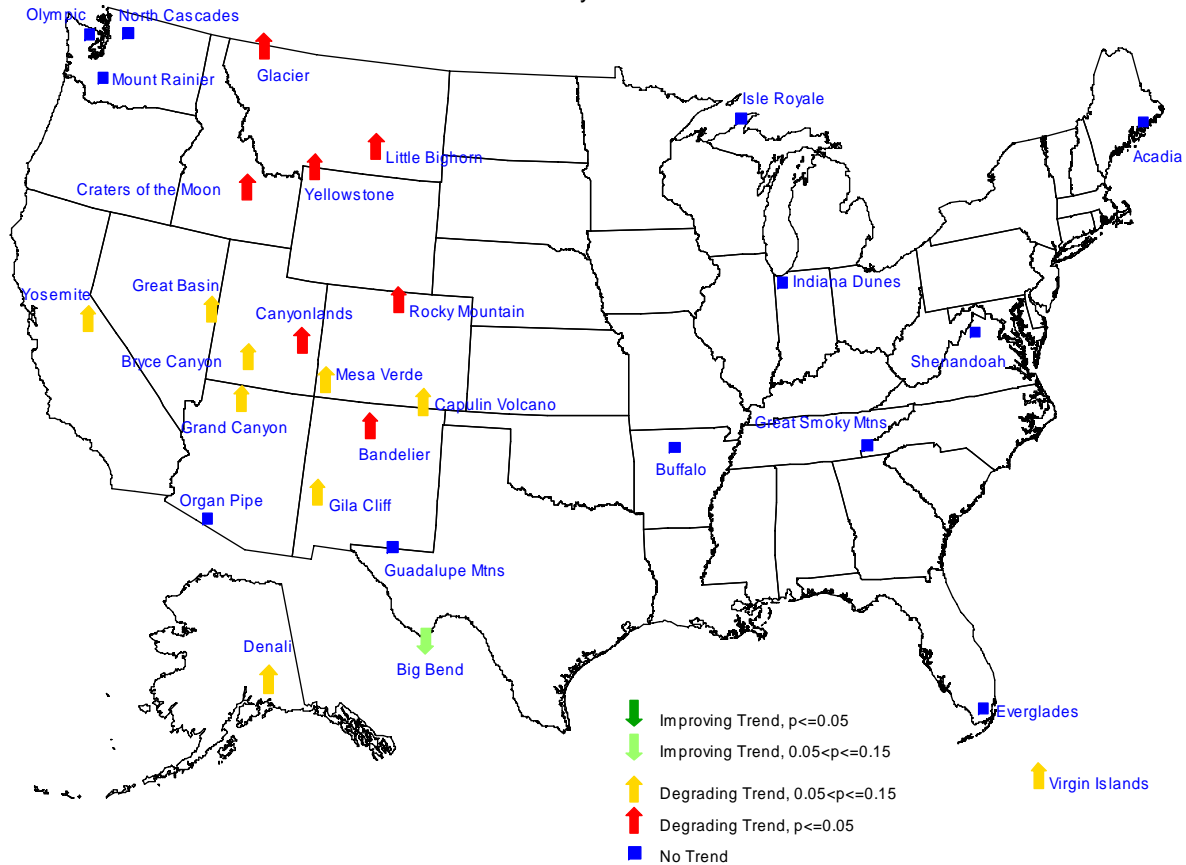 Olympic
North Cascades
Glacier
Mount Rainier
Isle Royale
Little Bighorn
Acadia
Craters of the Moon
Yellowstone
Great Basin
Indiana Dunes
Yosemite
Canyonlands
Rocky Mountain
Bryce Canyon
Shenandoah
Mesa Verde
Capulin Volcano
Grand Canyon
Great Smoky Mtns
Bandelier
Buffalo
Organ Pipe
Gila Cliff
Guadalupe Mtns
Denali
Big Bend
Everglades
Virgin Islands
Improving Trend, p<=0.05
Improving Trend, 0.05<p<=0.15
Degrading Trend, 0.05<p<=0.15
Degrading Trend, p<=0.05
No Trend